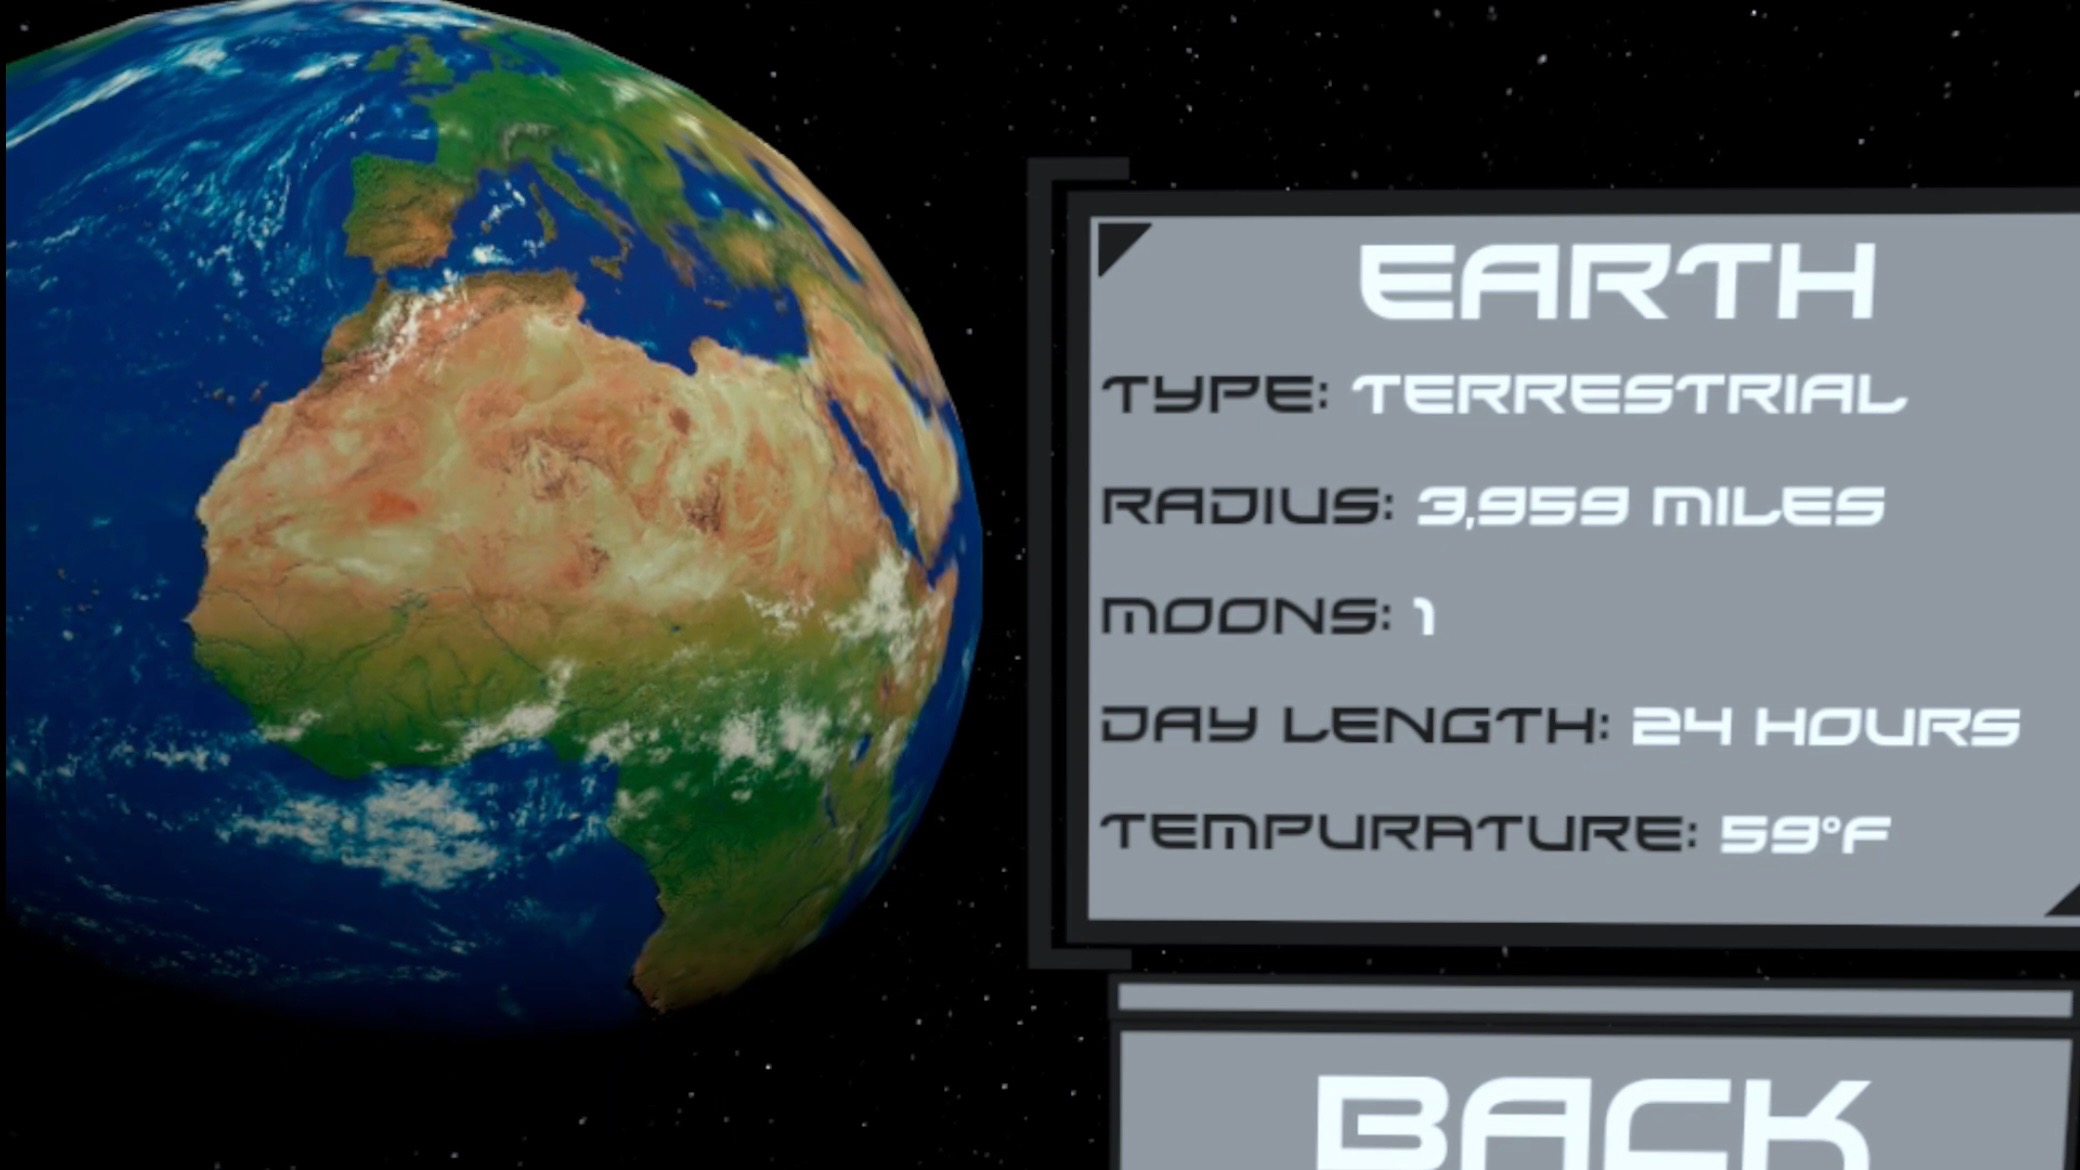 EARTH
TYPE: TERRESTRIAL
RADIUS: 3,959 MILES
MOONS: 1
DAY LENGTH: 24 HOURS
TEMPURATURE: 59°F
BACK